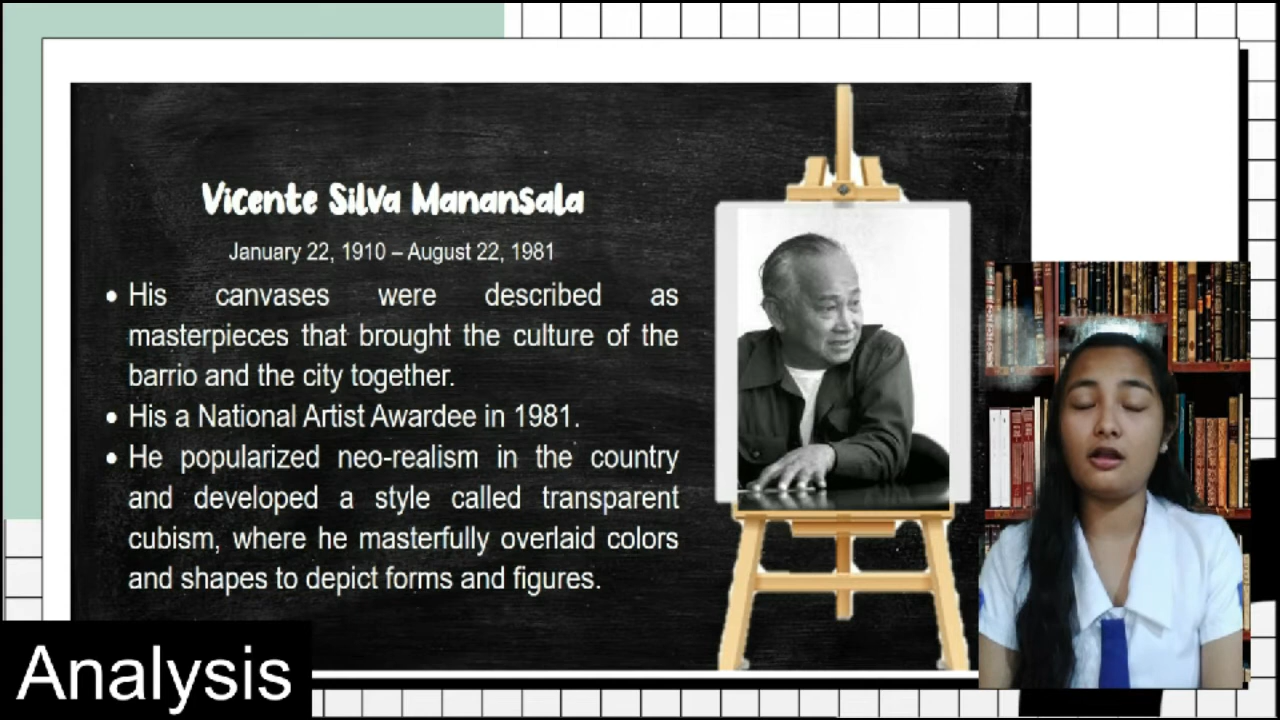 Vicente Silva Manansala
January 22, 1910 – August 22, 1981
• His canvases were described as
masterpieces that brought the culture of the
barrio and the city together.
• His a National Artist Awardee in 1981.
• He popularized neo-realism in the country
and developed a style called transparent
cubism, where he masterfully overlaid colors
and shapes to depict forms and figures.
Analysis